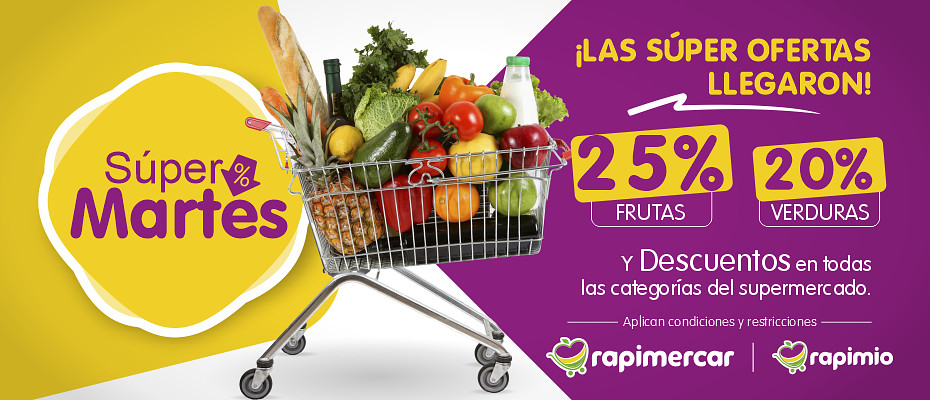 Súper %
Martes
¡LAS SÚPER OFERTAS
LLEGARON!
25%
FRUTAS
20%
VERDURAS
Y Descuentos en todas
las categorías del supermercado.
Aplican condiciones y restricciones
rapimercar
rapimio